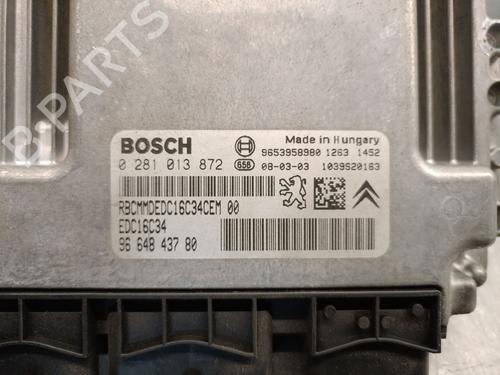 B-PARTS
BOSCH
Made in Hungary
9653958980 1263 1452
0 281 013 872 656 08-03-03 1039S20163
RBCMMDEDC16C34CEM 00
EDC16C34
96 648 437 80